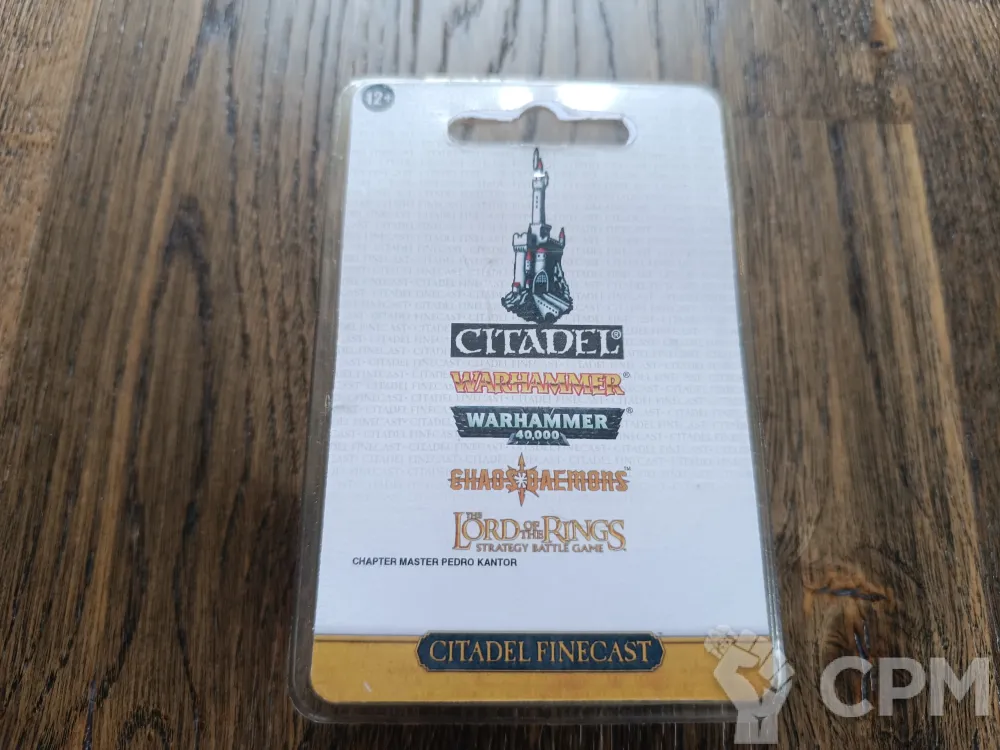 12+
CITADEL®
WARHAMMER®
WARHAMMER®
40,000
CHAOS DAEMONS™
THE LORD OF THE RINGS
STRATEGY BATTLE GAME
CHAPTER MASTER PEDRO KANTOR
CITADEL FINECAST
CPM